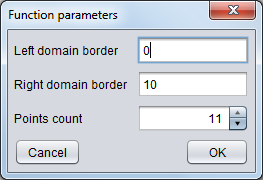 Function parameters
Left domain border 0
Right domain border 10
Points count 11
Cancel OK